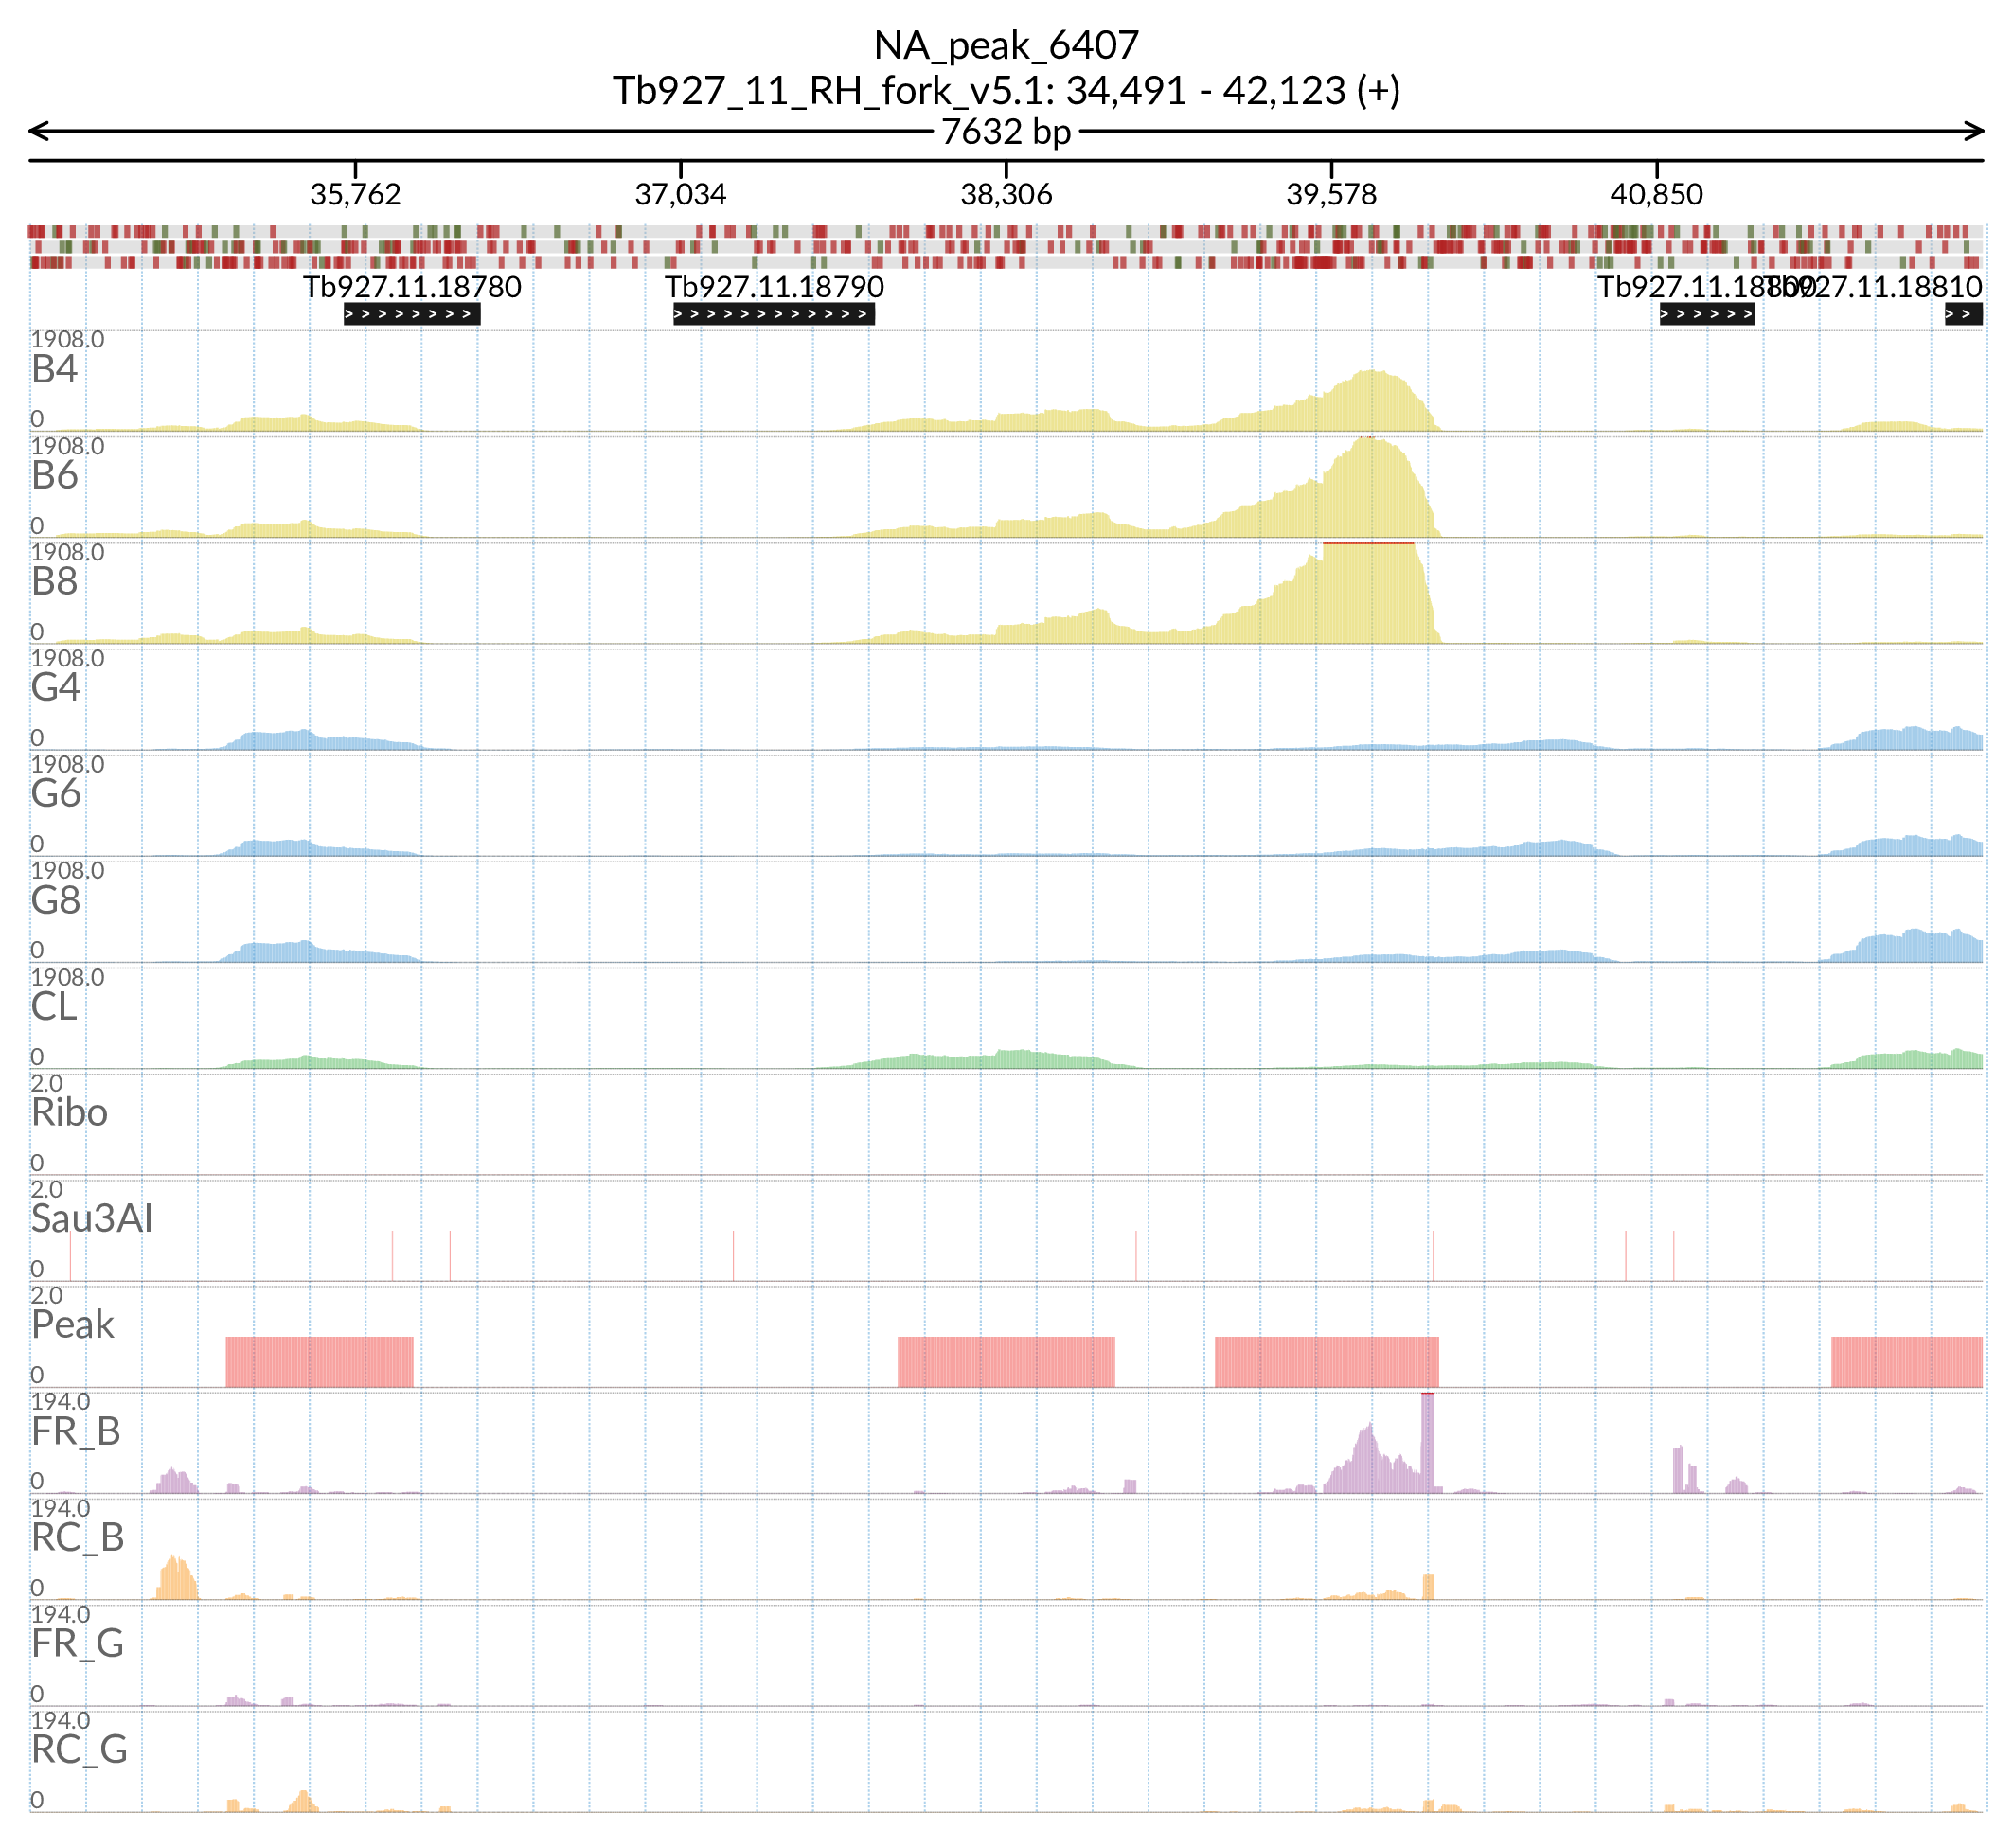 NA_peak_6407
Tb927_11_RH_fork_v5.1: 34,491 - 42,123 (+)
7632 bp
35,762 37,034 38,306 39,578 40,850
Tb927.11.18780 Tb927.11.18790 Tb927.11.18810
1908.0
B4
0
1908.0
B6
0
1908.0
B8
0
1908.0
G4
0
1908.0
G6
0
1908.0
G8
0
1908.0
CL
0
2.0
Ribo
0
2.0
Sau3AI
0
2.0
Peak
0
194.0
FR_B
0
194.0
RC_B
0
194.0
FR_G
0
194.0
RC_G
0